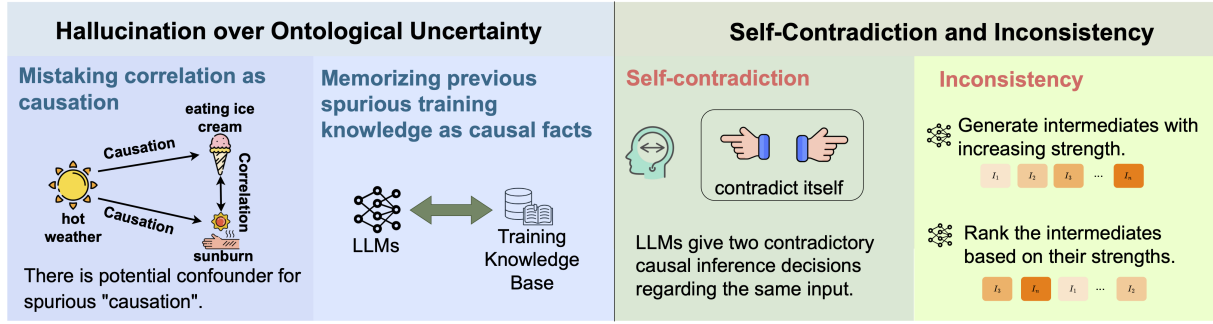 Hallucination over Ontological Uncertainty
Mistaking correlation as
causation
eating ice
cream
Causation
Correlation
Causation
hot
weather
sunburn
There is potential confounder for
spurious "causation".
Memorizing previous
spurious training
knowledge as causal facts
LLMs
Training
Knowledge
Base
Self-Contradiction and Inconsistency
Self-contradiction
contradict itself
LLMs give two contradictory
causal inference decisions
regarding the same input.
Inconsistency
Generate intermediates with
increasing strength.
I₁ I₂ I₃ ... Iₙ
Rank the intermediates
based on their strengths.
I₃ Iₙ I₁ ... I₂